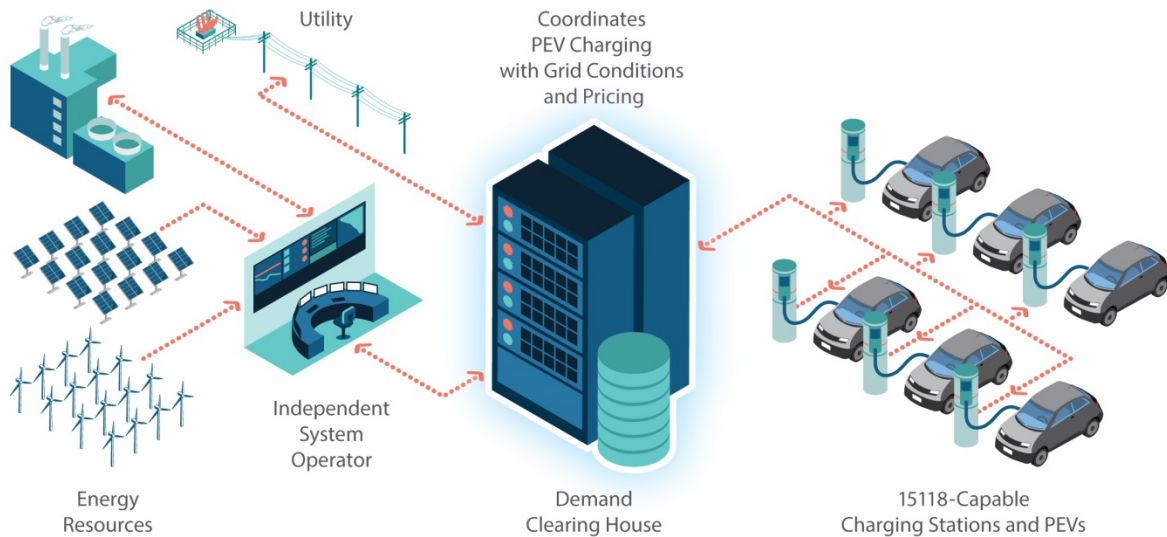 Utility
Coordinates
PEV Charging
with Grid Conditions
and Pricing
Independent
System
Operator
Energy
Resources
Demand
Clearing House
15118-Capable
Charging Stations and PEVs